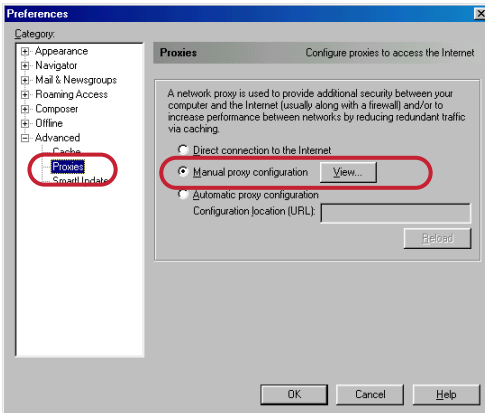 Preferences
Category:
Appearance
Navigator
Mail & Newsgroups
Roaming Access
Composer
Offline
Advanced
Cache
Proxies
SmartUpdate
Proxies Configure proxies to access the Internet
A network proxy is used to provide additional security between your
computer and the Internet (usually along with a firewall) and/or to
increase performance between networks by reducing redundant traffic
via caching.
Direct connection to the Internet
Manual proxy configuration View...
Automatic proxy configuration
Configuration location (URL):
Reload
OK Cancel Help